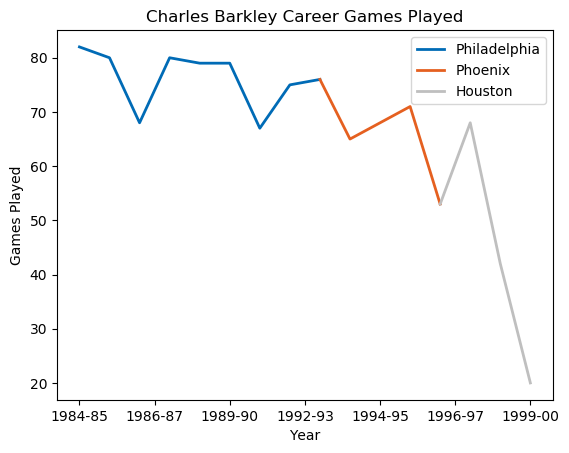 Charles Barkley Career Games Played
Philadelphia
Phoenix
Houston
80
70
60
50
40
30
20
Games Played
1984-85 1986-87 1989-90 1992-93 1994-95 1996-97 1999-00
Year